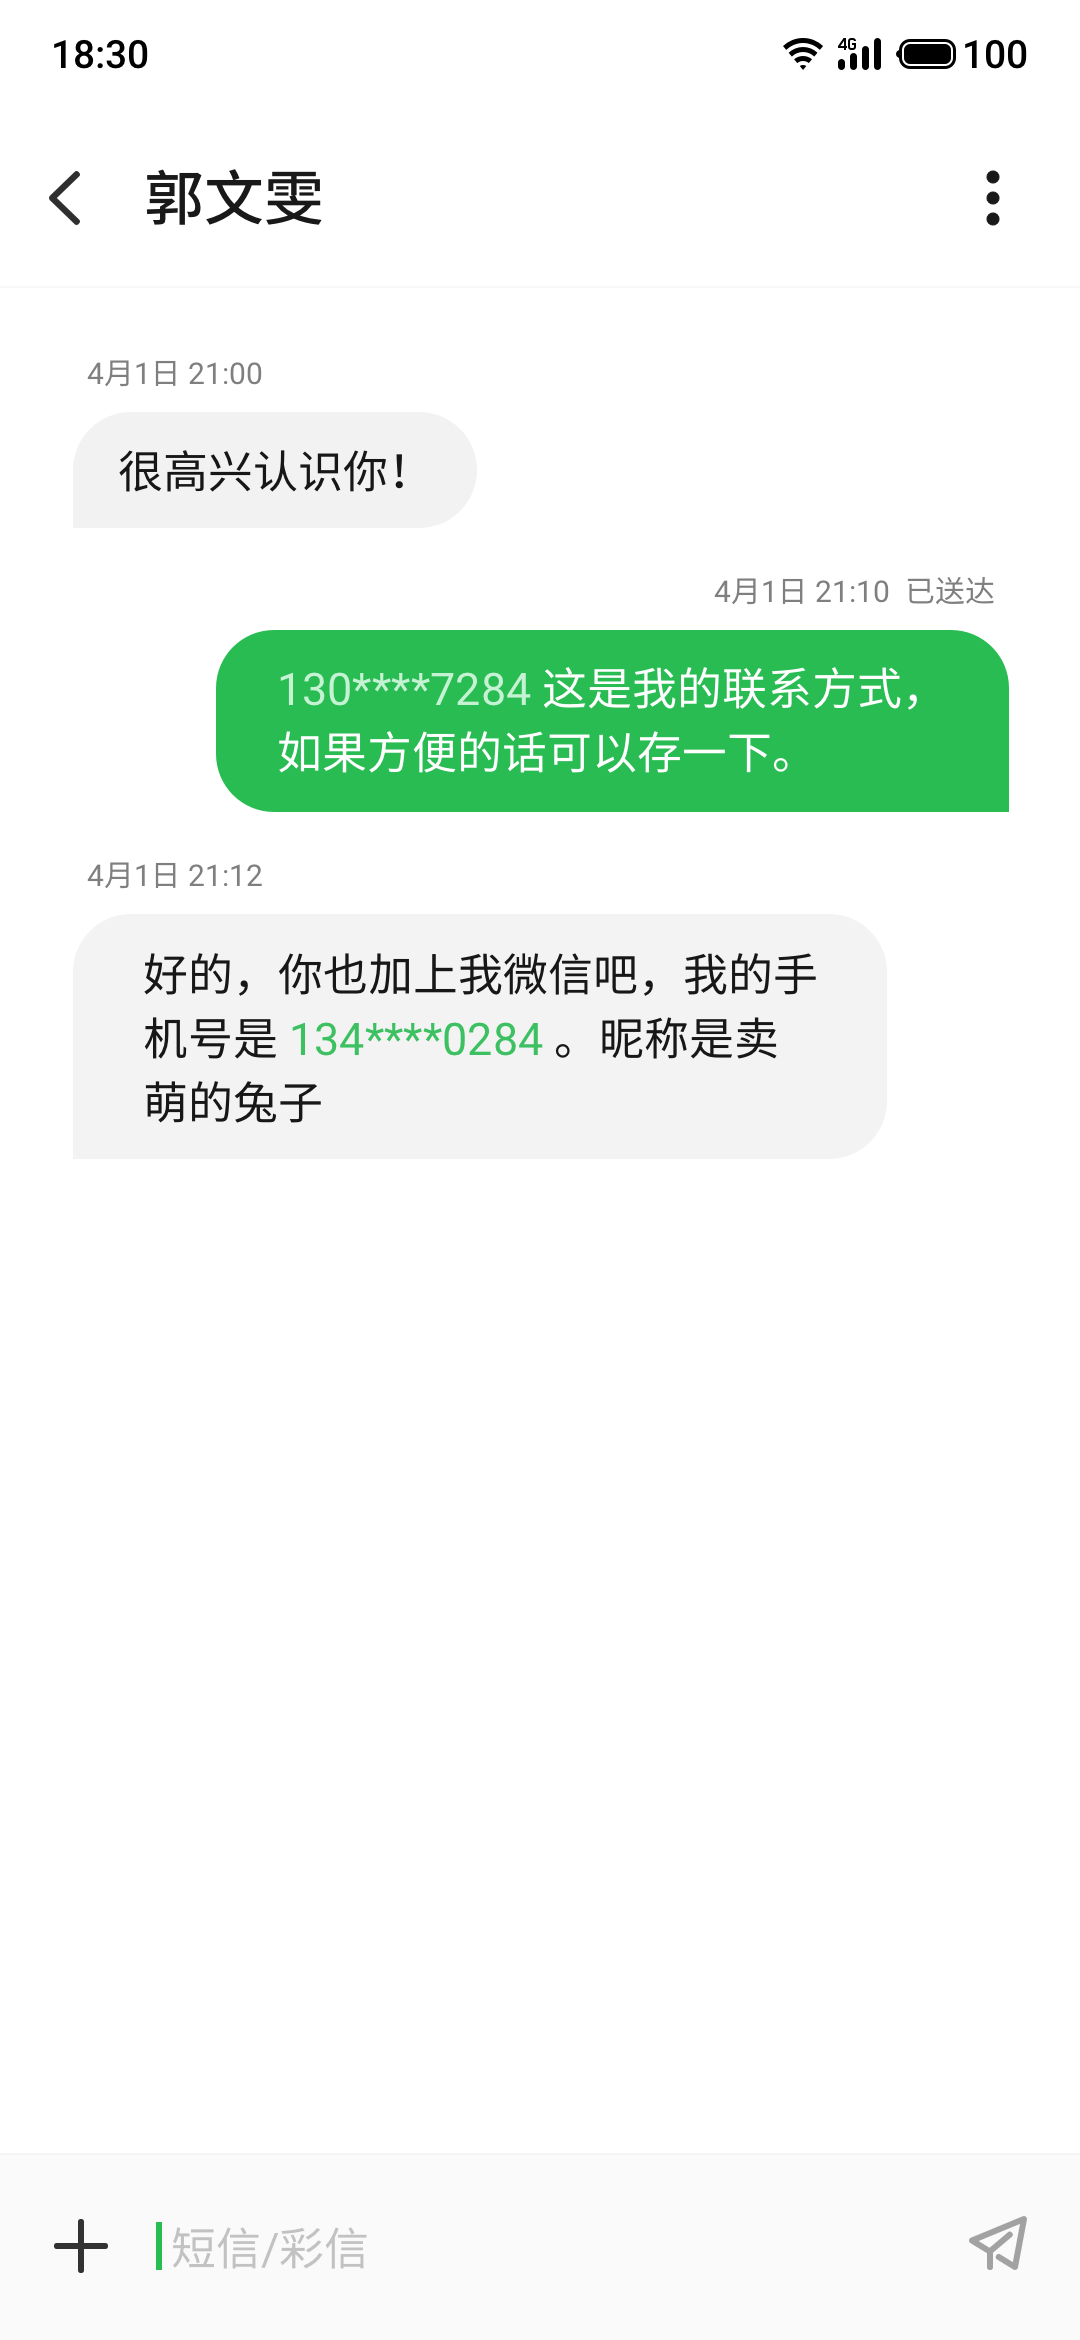 18:30 4G 100
郭文雯
4月1日 21:00
很高兴认识你！
4月1日 21:10 已送达
130****7284 这是我的联系方式，
如果方便的话可以存一下。
4月1日 21:12
好的，你也加上我微信吧，我的手
机号是 134****0284 。昵称是卖
萌的兔子
短信/彩信